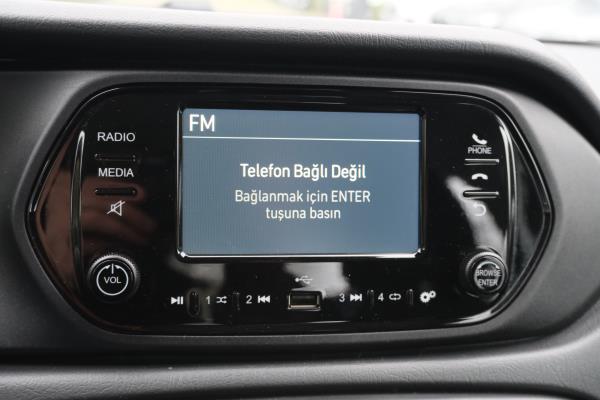 FM
RADIO
Telefon Bağlı Değil
PHONE
MEDIA
Bağlanmak için ENTER
tuşuna basın
VOL
BROWSE
ENTER
1
2
3
4